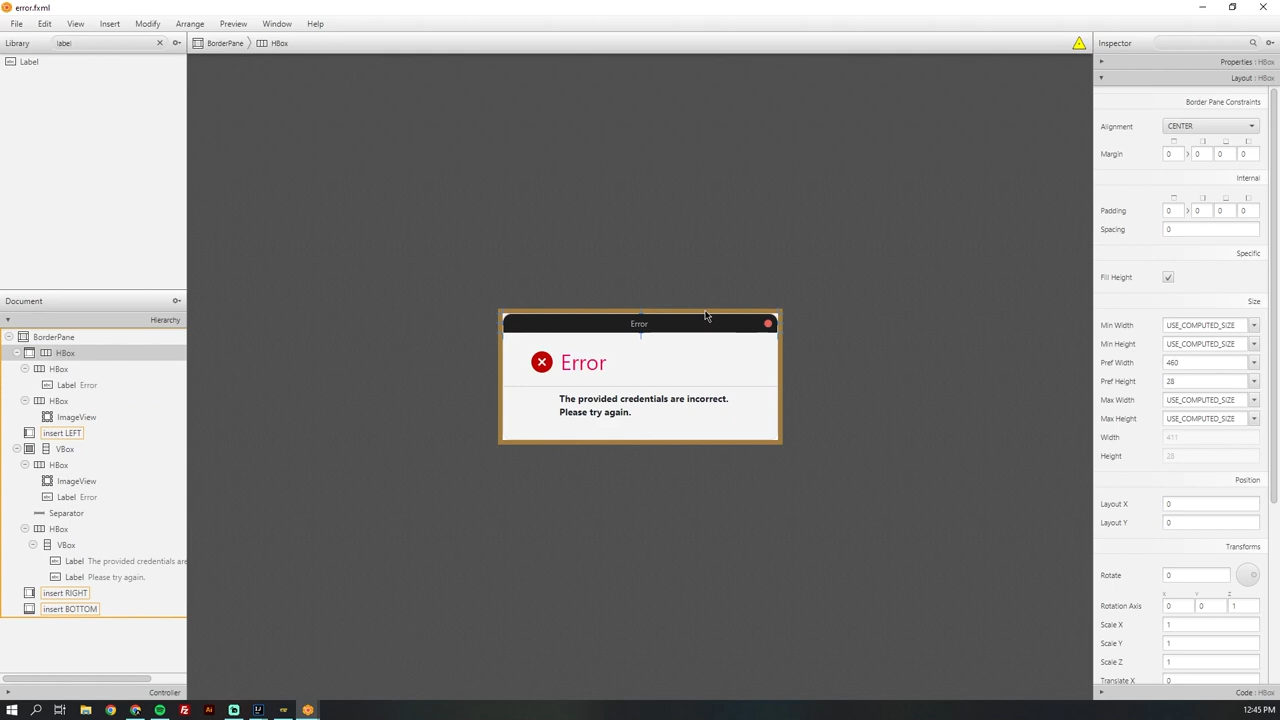 error.fxml
File Edit View Insert Modify Arrange Preview Window Help
Library label
Label
BorderPane HBox
Error
Error
The provided credentials are incorrect.
Please try again.
Document
Hierarchy
BorderPane
HBox
HBox
abc Label Error
HBox
ImageView
insert LEFT
VBox
HBox
ImageView
abc Label Error
Separator
HBox
VBox
abc Label The provided credentials are
abc Label Please try again.
insert RIGHT
insert BOTTOM
Controller
Inspector
Properties : HBox
Layout : HBox
Border Pane Constraints
Alignment CENTER
Margin 0 0 0 0
Internal
Padding 0 0 0 0
Spacing 0
Specific
Fill Height
Size
Min Width USE_COMPUTED_SIZE
Min Height USE_COMPUTED_SIZE
Pref Width 460
Pref Height 28
Max Width USE_COMPUTED_SIZE
Max Height USE_COMPUTED_SIZE
Width 411
Height 28
Position
Layout X 0
Layout Y 0
Transforms
Rotate 0
X Y Z
Rotation Axis 0 0 1
Scale X 1
Scale Y 1
Scale Z 1
Translate X 0
Code : HBox
12:45 PM